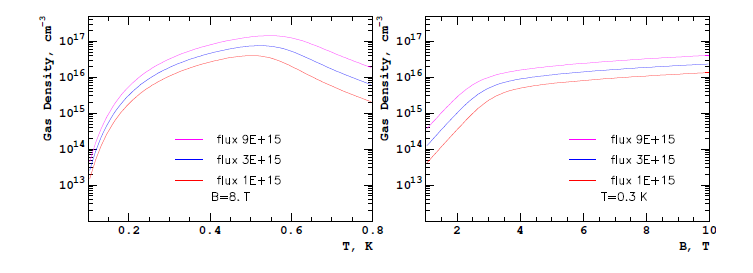 Gas Density, cm⁻³
10¹⁷
10¹⁶
10¹⁵
10¹⁴
10¹³
flux 9E+15
flux 3E+15
flux 1E+15
B=8. T
0.2 0.4 0.6 0.8
T, K
Gas Density, cm⁻³
10¹⁷
10¹⁶
10¹⁵
10¹⁴
10¹³
flux 9E+15
flux 3E+15
flux 1E+15
T=0.3 K
2 4 6 8 10
B, T